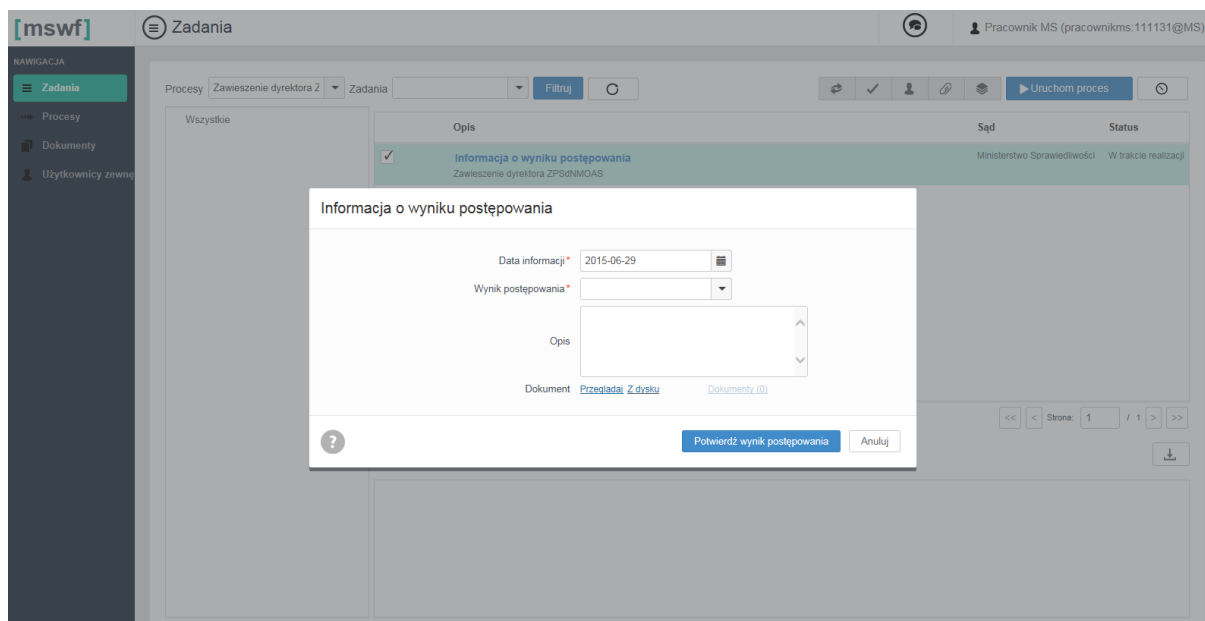 [mswf]
Zadania
Pracownik MS (pracownikms:111131@MS)
NAWIGACJA
Zadania
Procesy
Dokumenty
Użytkownicy zewnę
Procesy Zawieszenie dyrektora Z Zadania Filtruj Uruchom proces
Wszystkie
Opis Sąd Status
Informacja o wyniku postępowania Ministerstwo Sprawiedliwości W trakcie realizacji
Zawieszenie dyrektora ZPSdNMOAS
Informacja o wyniku postępowania
Data informacji* 2015-06-29
Wynik postępowania*
Opis
Dokument Przeglądaj Z dysku Dokumenty (0)
<< < Strona: 1 / 1 > >>
? Potwierdź wynik postępowania Anuluj